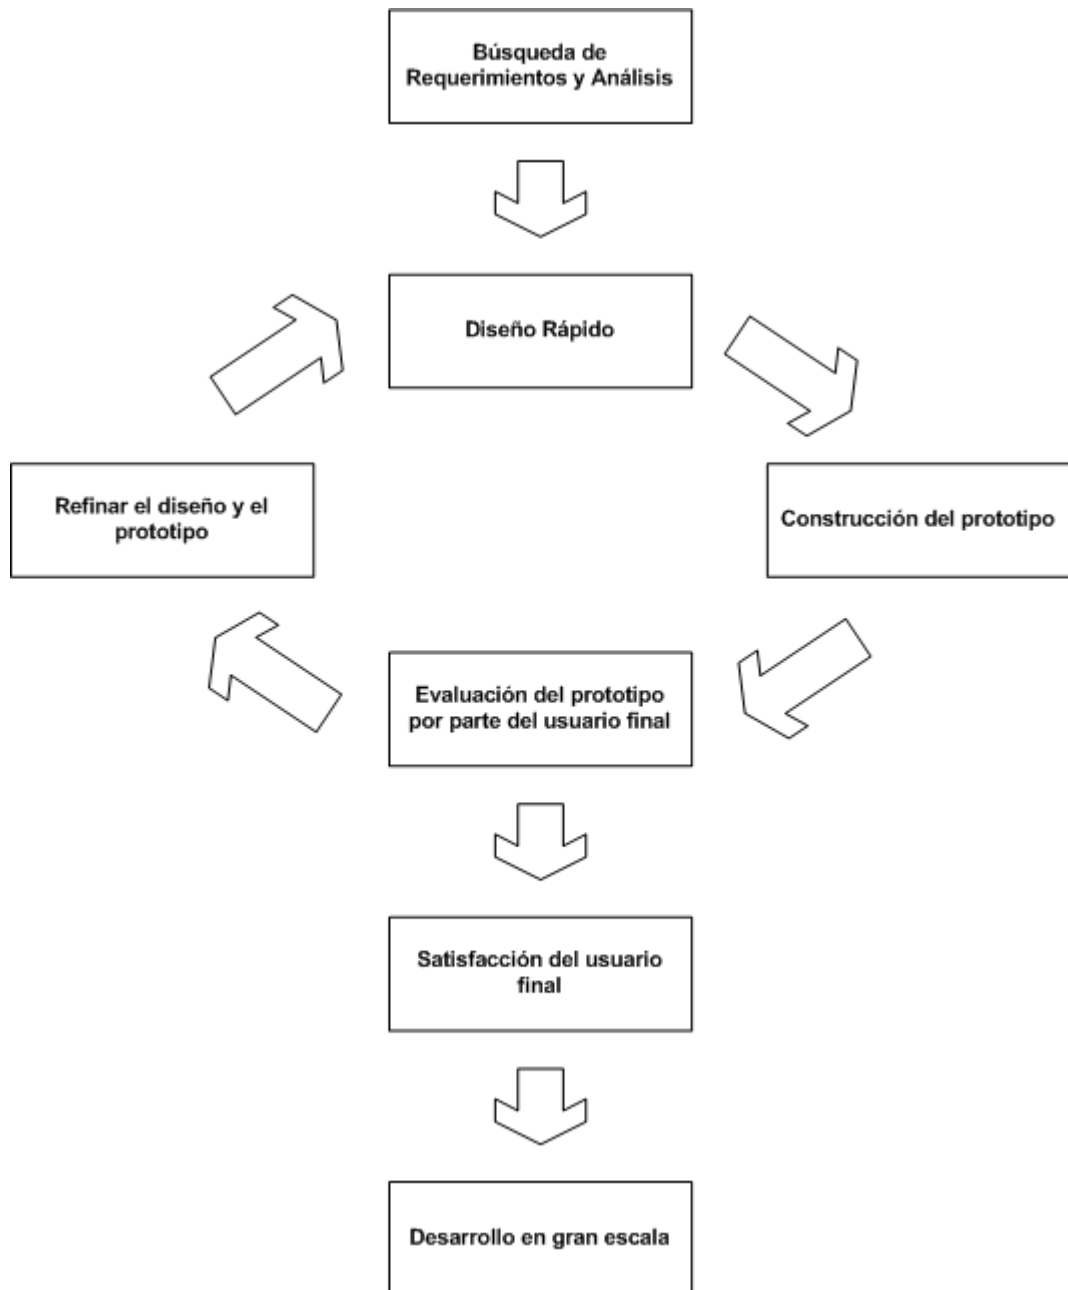 Búsqueda de
Requerimientos y Análisis
Diseño Rápido
Refinar el diseño y el
prototipo
Construcción del prototipo
Evaluación del prototipo
por parte del usuario final
Satisfacción del usuario
final
Desarrollo en gran escala